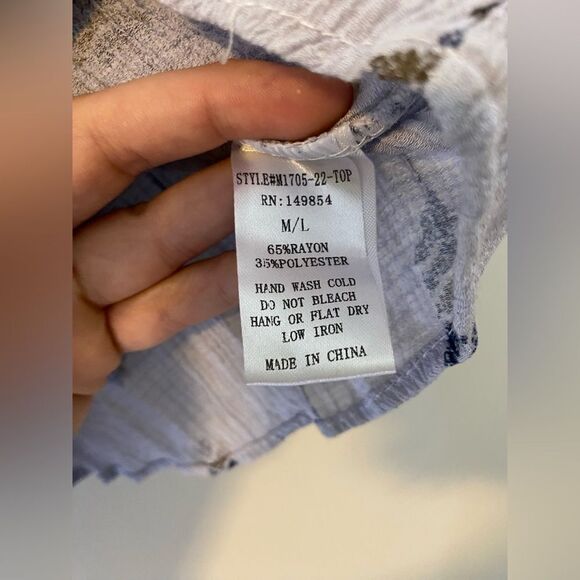 STYLE#M1705-22-TOP
RN:149854
M/L
65%RAYON
35%POLYESTER
HAND WASH COLD
DO NOT BLEACH
HANG OR FLAT DRY
LOW IRON
MADE IN CHINA